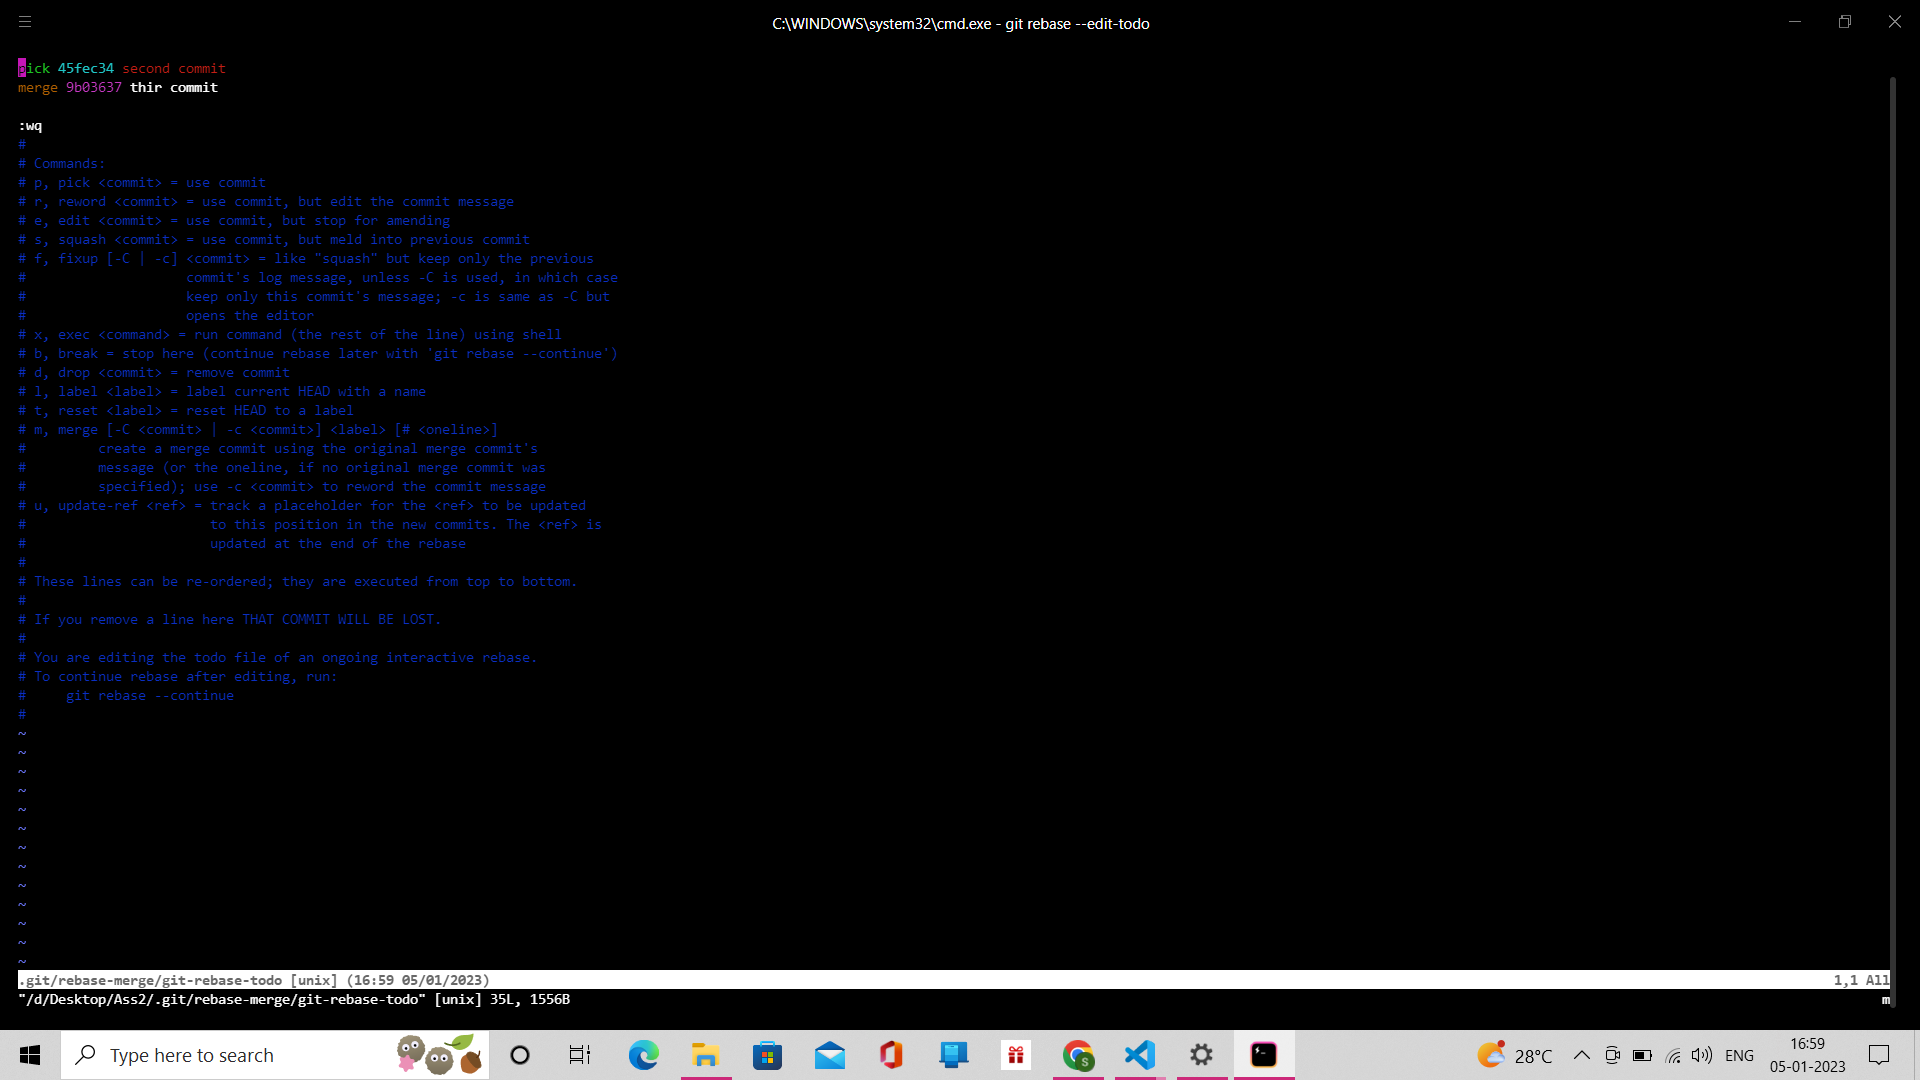 C:\WINDOWS\system32\cmd.exe - git rebase --edit-todo
pick 45fec34 second commit
merge 9b03637 thir commit
:wq
#
# Commands:
# p, pick <commit> = use commit
# r, reword <commit> = use commit, but edit the commit message
# e, edit <commit> = use commit, but stop for amending
# s, squash <commit> = use commit, but meld into previous commit
# f, fixup [-C | -c] <commit> = like "squash" but keep only the previous
#                    commit's log message, unless -C is used, in which case
#                    keep only this commit's message; -c is same as -C but
#                    opens the editor
# x, exec <command> = run command (the rest of the line) using shell
# b, break = stop here (continue rebase later with 'git rebase --continue')
# d, drop <commit> = remove commit
# l, label <label> = label current HEAD with a name
# t, reset <label> = reset HEAD to a label
# m, merge [-C <commit> | -c <commit>] <label> [# <oneline>]
#         create a merge commit using the original merge commit's
#         message (or the oneline, if no original merge commit was
#         specified); use -c <commit> to reword the commit message
# u, update-ref <ref> = track a placeholder for the <ref> to be updated
#                       to this position in the new commits. The <ref> is
#                       updated at the end of the rebase
#
# These lines can be re-ordered; they are executed from top to bottom.
#
# If you remove a line here THAT COMMIT WILL BE LOST.
#
# You are editing the todo file of an ongoing interactive rebase.
# To continue rebase after editing, run:
#     git rebase --continue
#
~
~
~
~
~
~
~
~
~
~
~
~
~
.git/rebase-merge/git-rebase-todo [unix] (16:59 05/01/2023) 1,1 All
"/d/Desktop/Ass2/.git/rebase-merge/git-rebase-todo" [unix] 35L, 1556B m
Type here to search
S
28°C
ENG
16:59
05-01-2023